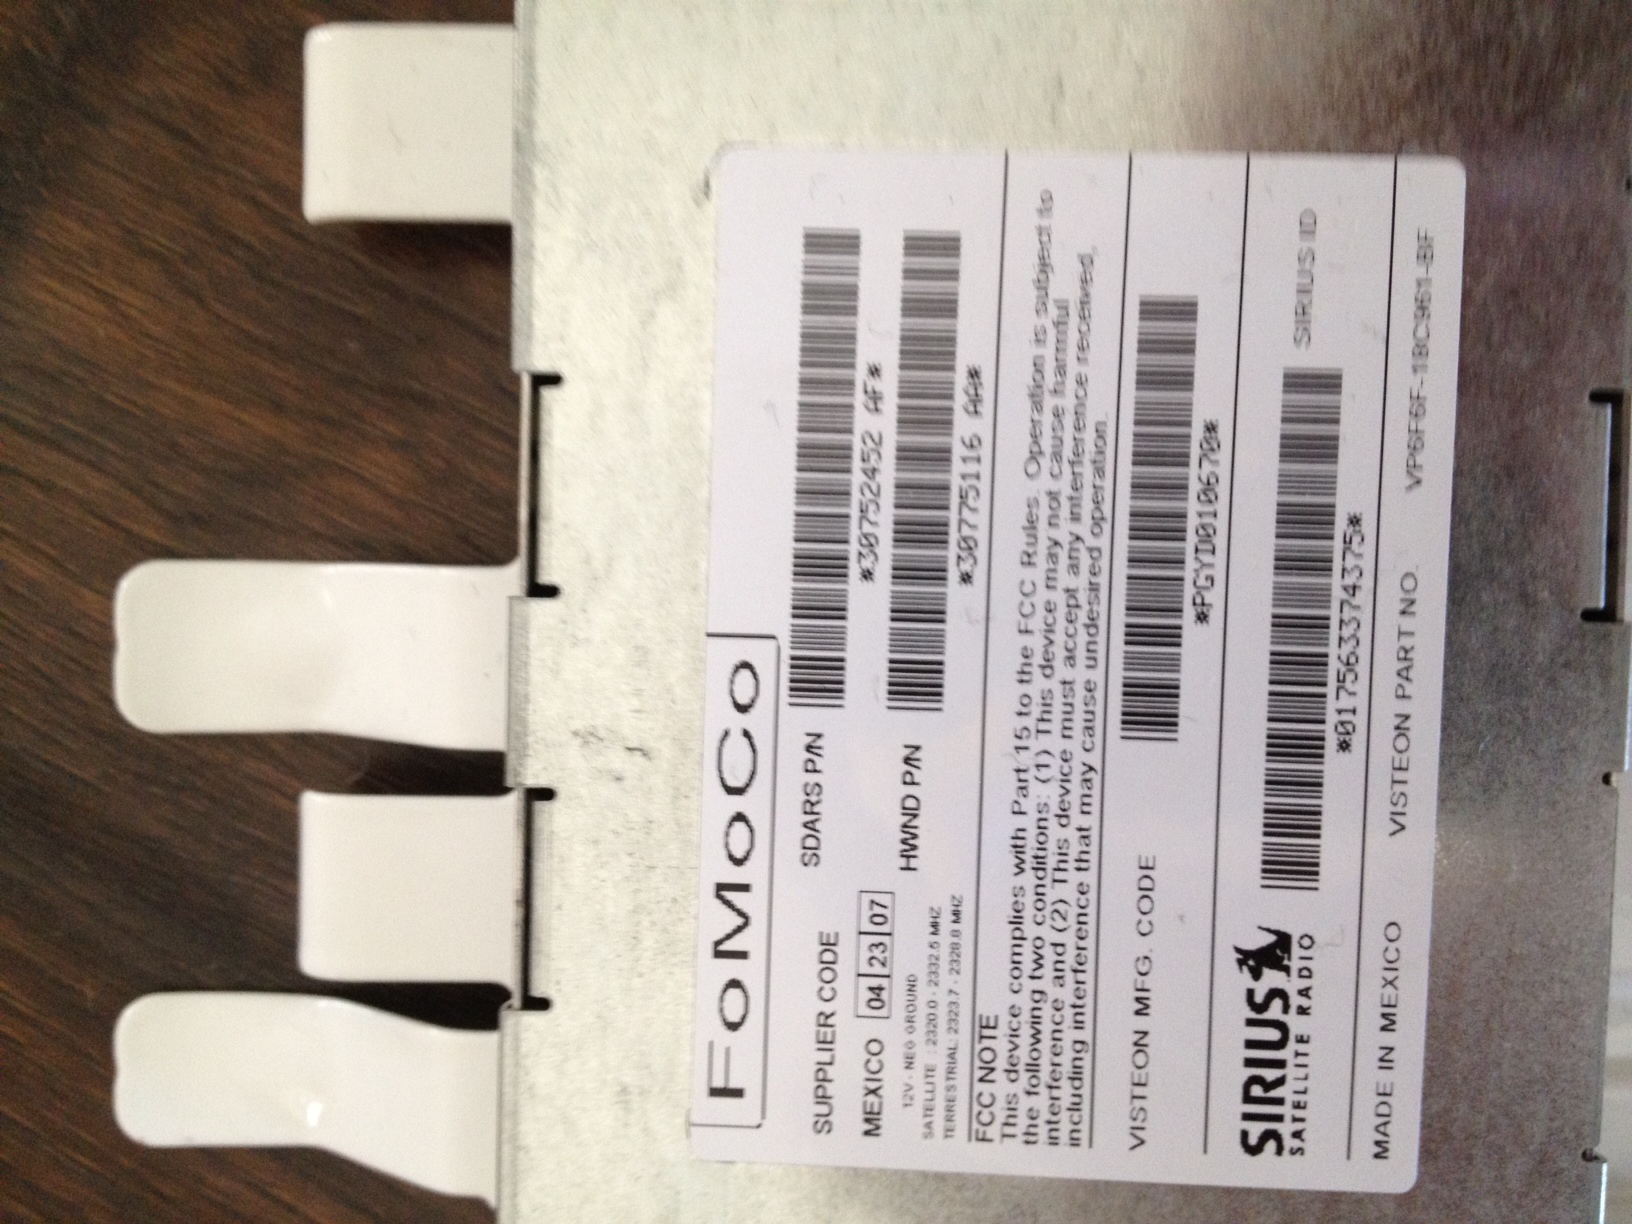 FoMoCo
SUPPLIER CODE
SDARS P/N
*30752452 AF*
MEXICO 04 23 07
12V - NEG GROUND
HWND P/N
*30775116 AA*
SATELLITE : 2320.0 - 2332.5 MHZ
TERRESTRIAL: 2323.7 - 2328.8 MHZ
FCC NOTE
This device complies with Part 15 to the FCC Rules. Operation is subject to
the following two conditions: (1) This device may not cause harmful
interference and (2) This device must accept any interference received,
including interference that may cause undesired operation.
VISTEON MFG. CODE
*PGYD010670*
SIRIUS
SATELLITE RADIO
SIRIUS ID
*017563374375*
MADE IN MEXICO
VISTEON PART NO.
VP6F6F-18C961-BF